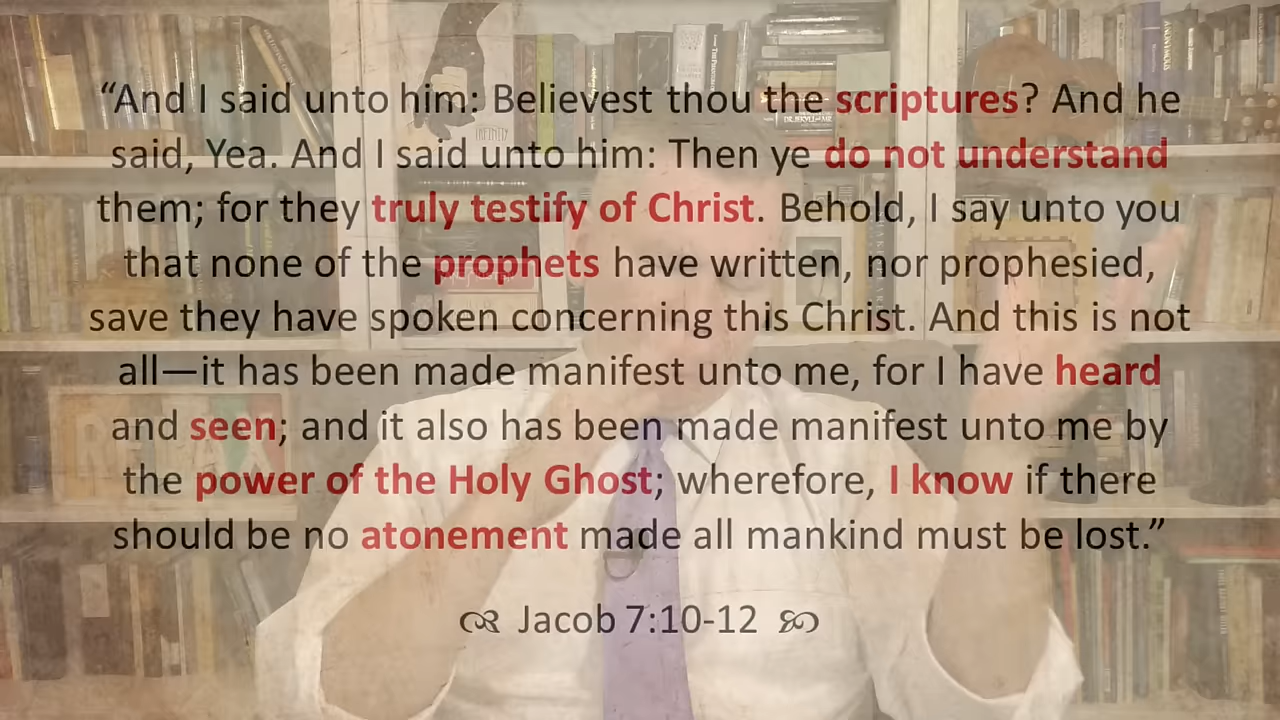 “And I said unto him: Believest thou the scriptures? And he
said, Yea. And I said unto him: Then ye do not understand
them; for they truly testify of Christ. Behold, I say unto you
that none of the prophets have written, nor prophesied,
save they have spoken concerning this Christ. And this is not
all—it has been made manifest unto me, for I have heard
and seen; and it also has been made manifest unto me by
the power of the Holy Ghost; wherefore, I know if there
should be no atonement made all mankind must be lost.”
Jacob 7:10-12
INFINITY
ANONYMOUS